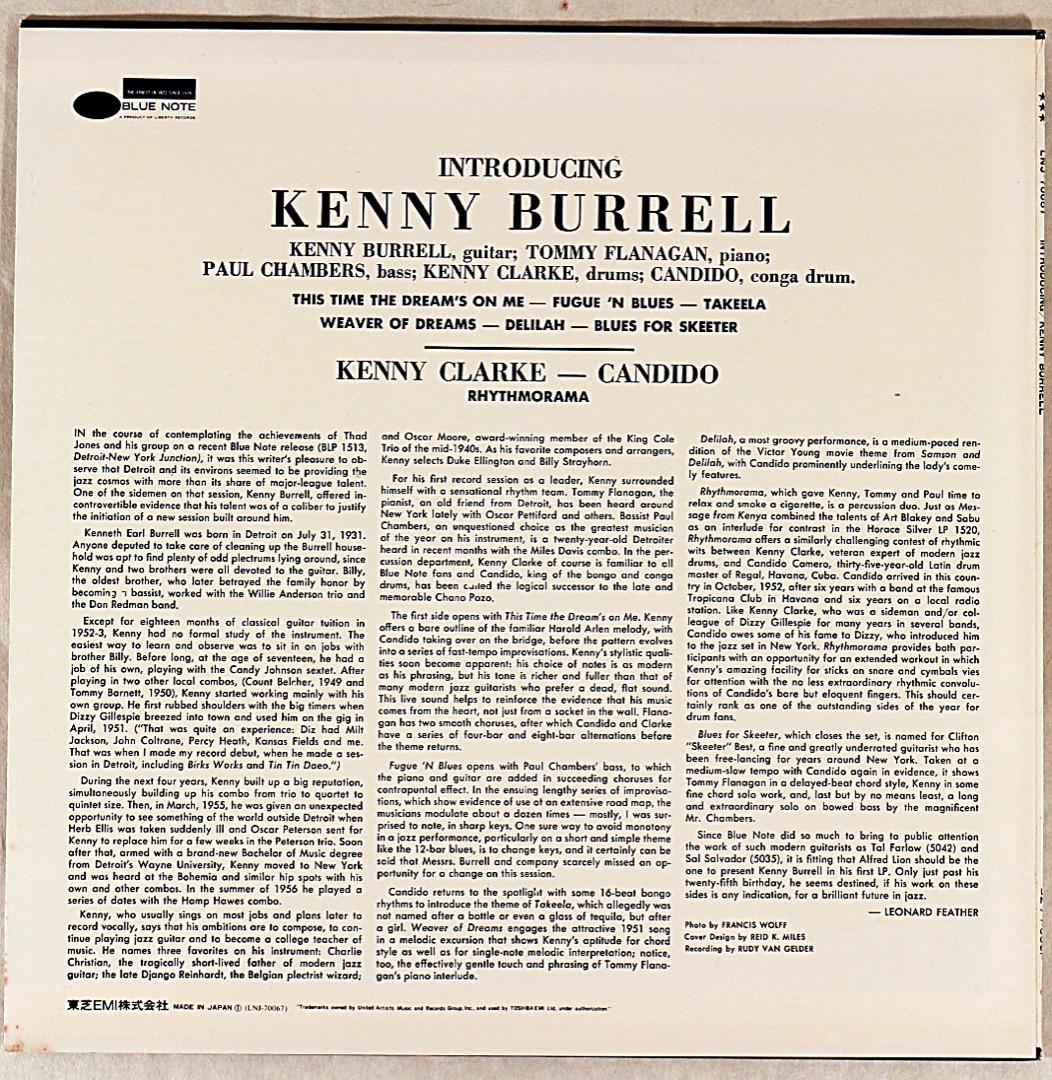 THE FINEST IN JAZZ SINCE 1939
BLUE NOTE
A PRODUCT OF LIBERTY RECORDS
INTRODUCING
KENNY BURRELL
KENNY BURRELL, guitar; TOMMY FLANAGAN, piano;
PAUL CHAMBERS, bass; KENNY CLARKE, drums; CANDIDO, conga drum.
THIS TIME THE DREAM'S ON ME — FUGUE 'N BLUES — TAKEELA
WEAVER OF DREAMS — DELILAH — BLUES FOR SKEETER
KENNY CLARKE — CANDIDO
RHYTHMORAMA
IN the course of contemplating the achievements of Thad
Jones and his group on a recent Blue Note release (BLP 1513,
Detroit-New York Junction), it was this writer's pleasure to ob-
serve that Detroit and its environs seemed to be providing the
jazz cosmos with more than its share of major-league talent.
One of the sidemen on that session, Kenny Burrell, offered in-
controvertible evidence that his talent was of a caliber to justify
the initiation of a new session built around him.
Kenneth Earl Burrell was born in Detroit on July 31, 1931.
Anyone deputed to take care of cleaning up the Burrell house-
hold was apt to find plenty of odd plectrums lying around, since
Kenny and two brothers were all devoted to the guitar. Billy,
the oldest brother, who later betrayed the family honor by
becoming a bassist, worked with the Willie Anderson trio and
the Don Redman band.
Except for eighteen months of classical guitar tuition in
1952-3, Kenny had no formal study of the instrument. The
easiest way to learn and observe was to sit in on jobs with
brother Billy. Before long, at the age of seventeen, he had a
job of his own, playing with the Candy Johnson sextet. After
playing in two other local combos, (Count Belcher, 1949 and
Tommy Barnett, 1950), Kenny started working mainly with his
own group. He first rubbed shoulders with the big timers when
Dizzy Gillespie breezed into town and used him on the gig in
April, 1951. ("That was quite an experience: Diz had Milt
Jackson, John Coltrane, Percy Heath, Kansas Fields and me.
That was when I made my record debut, when he made a ses-
sion in Detroit, including Birks Works and Tin Tin Daeo.")
During the next four years, Kenny built up a big reputation,
simultaneously building up his combo from trio to quartet to
quintet size. Then, in March, 1955, he was given an unexpected
opportunity to see something of the world outside Detroit when
Herb Ellis was taken suddenly ill and Oscar Peterson sent for
Kenny to replace him for a few weeks in the Peterson trio. Soon
after that, armed with a brand-new Bachelor of Music degree
from Detroit's Wayne University, Kenny moved to New York
and was heard at the Bohemia and similar hip spots with his
own and other combos. In the summer of 1956 he played a
series of dates with the Hamp Hawes combo.
Kenny, who usually sings on most jobs and plans later to
record vocally, says that his ambitions are to compose, to con-
tinue playing jazz guitar and to become a college teacher of
music. He names three favorites on his instrument: Charlie
Christian, the tragically short-lived father of modern jazz
guitar; the late Django Reinhardt, the Belgian plectrist wizard;
and Oscar Moore, award-winning member of the King Cole
Trio of the mid-1940s. As his favorite composers and arrangers,
Kenny selects Duke Ellington and Billy Strayhorn.
For his first record session as a leader, Kenny surrounded
himself with a sensational rhythm team. Tommy Flanagan, the
pianist, an old friend from Detroit, has been heard around
New York lately with Oscar Pettiford and others. Bassist Paul
Chambers, an unquestioned choice as the greatest musician
of the year on his instrument, is a twenty-year-old Detroiter
heard in recent months with the Miles Davis combo. In the per-
cussion department, Kenny Clarke of course is familiar to all
Blue Note fans and Candido, king of the bongo and conga
drums, has been called the logical successor to the late and
memorable Chano Pozo.
The first side opens with This Time the Dream's on Me. Kenny
offers a bare outline of the familiar Harold Arlen melody, with
Candido taking over on the bridge, before the pattern evolves
into a series of fast-tempo improvisations. Kenny's stylistic quali-
ties soon become apparent: his choice of notes is as modern
as his phrasing, but his tone is richer and fuller than that of
many modern jazz guitarists who prefer a dead, flat sound.
This live sound helps to reinforce the evidence that his music
comes from the heart, not just from a socket in the wall. Flana-
gan has two smooth choruses, after which Candido and Clarke
have a series of four-bar and eight-bar alternations before
the theme returns.
Fugue 'N Blues opens with Paul Chambers' bass, to which
the piano and guitar are added in succeeding choruses for
contrapuntal effect. In the ensuing lengthy series of improvisa-
tions, which show evidence of use of an extensive road map, the
musicians modulate about a dozen times — mostly, I was sur-
prised to note, in sharp keys. One sure way to avoid monotony
in a jazz performance, particularly on a short and simple theme
like the 12-bar blues, is to change keys, and it certainly can be
said that Messrs. Burrell and company scarcely missed an op-
portunity for a change on this session.
Candido returns to the spotlight with some 16-beat bongo
rhythms to introduce the theme of Takeela, which allegedly was
not named after a bottle or even a glass of tequila, but after
a girl. Weaver of Dreams engages the attractive 1951 song
in a melodic excursion that shows Kenny's aptitude for chord
style as well as for single-note melodic interpretation; notice,
too, the effectively gentle touch and phrasing of Tommy Flana-
gan's piano interlude.
Delilah, a most groovy performance, is a medium-paced ren-
dition of the Victor Young movie theme from Samson and
Delilah, with Candido prominently underlining the lady's come-
ly features.
Rhythmorama, which gave Kenny, Tommy and Paul time to
relax and smoke a cigarette, is a percussion duo. Just as Mes-
sage from Kenya combined the talents of Art Blakey and Sabu
as an interlude for contrast in the Horace Silver LP 1520,
Rhythmorama offers a similarly challenging contest of rhythmic
wits between Kenny Clarke, veteran expert of modern jazz
drums, and Candido Camero, thirty-five-year-old Latin drum
master of Regal, Havana, Cuba. Candido arrived in this coun-
try in October, 1952, after six years with a band at the famous
Tropicana Club in Havana and six years on a local radio
station. Like Kenny Clarke, who was a sideman and/or col-
league of Dizzy Gillespie for many years in several bands,
Candido owes some of his fame to Dizzy, who introduced him
to the jazz set in New York. Rhythmorama provides both par-
ticipants with an opportunity for an extended workout in which
Kenny's amazing facility for sticks on snare and cymbals vies
for attention with the no less extraordinary rhythmic convolu-
tions of Candido's bare but eloquent fingers. This should cer-
tainly rank as one of the outstanding sides of the year for
drum fans.
Blues for Skeeter, which closes the set, is named for Clifton
"Skeeter" Best, a fine and greatly underrated guitarist who has
been free-lancing for years around New York. Taken at a
medium-slow tempo with Candido again in evidence, it shows
Tommy Flanagan in a delayed-beat chord style, Kenny in some
fine chord solo work, and, last but by no means least, a long
and extraordinary solo on bowed bass by the magnificent
Mr. Chambers.
Since Blue Note did so much to bring to public attention
the work of such modern guitarists as Tal Farlow (5042) and
Sal Salvador (5035), it is fitting that Alfred Lion should be the
one to present Kenny Burrell in his first LP. Only just past his
twenty-fifth birthday, he seems destined, if his work on these
sides is any indication, for a brilliant future in jazz.
— LEONARD FEATHER
Photo by FRANCIS WOLFF
Cover Design by REID K. MILES
Recording by RUDY VAN GELDER
東芝EMI株式会社 MADE IN JAPAN Ⓣ (LNJ-70067) "Trademarks owned by United Artists Music and Records Group, Inc., and used by TOSHIBA EMI Ltd, under authorization."
★★★ LNJ-70067 INTRODUCING/KENNY BURRELL